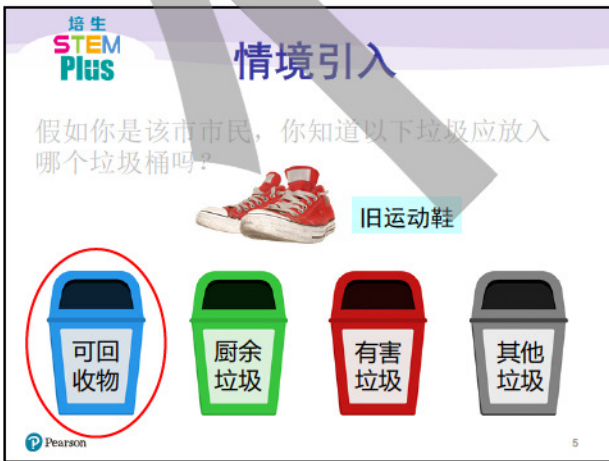 培生
STEM
Plus
情境引入
假如你是该市市民，你知道以下垃圾应放入
哪个垃圾桶吗？
旧运动鞋
可回
收物
厨余
垃圾
有害
垃圾
其他
垃圾
Pearson
5